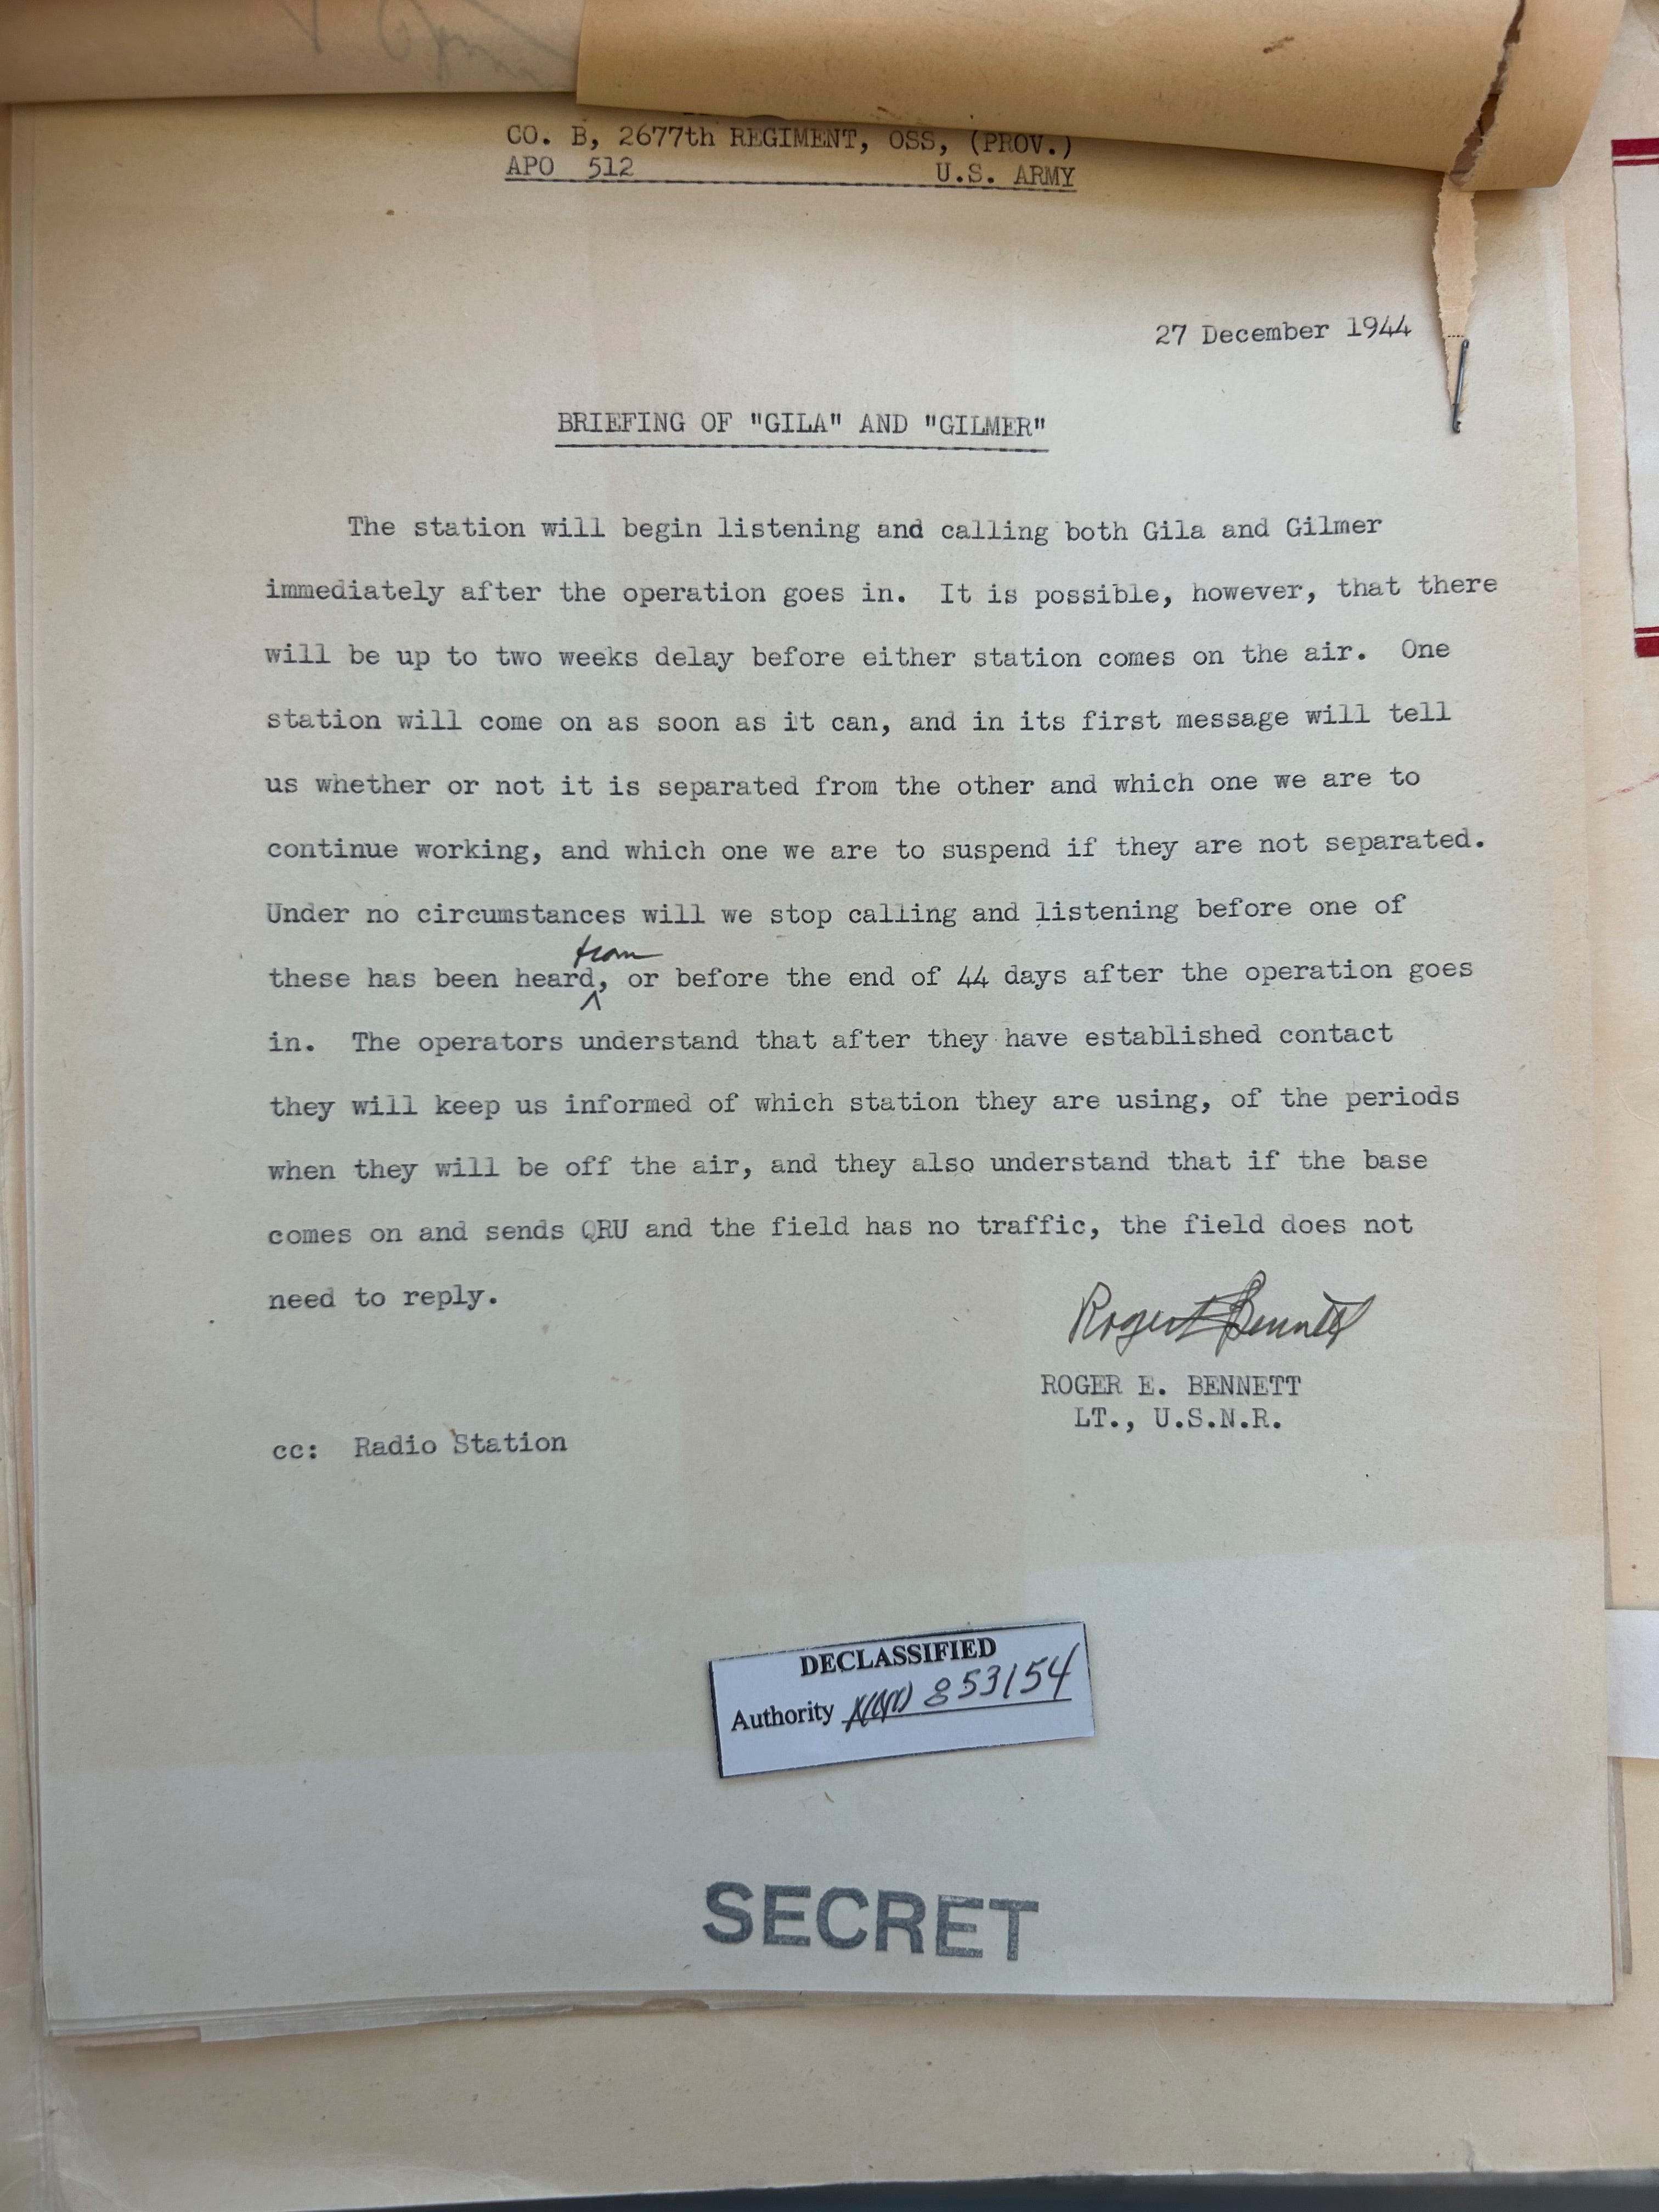 CO. B, 2677th REGIMENT, OSS, (PROV.)
APO 512 U.S. ARMY
27 December 1944
BRIEFING OF "GILA" AND "GILMER"
The station will begin listening and calling both Gila and Gilmer
immediately after the operation goes in. It is possible, however, that there
will be up to two weeks delay before either station comes on the air. One
station will come on as soon as it can, and in its first message will tell
us whether or not it is separated from the other and which one we are to
continue working, and which one we are to suspend if they are not separated.
Under no circumstances will we stop calling and listening before one of
from
these has been heard, or before the end of 44 days after the operation goes
in. The operators understand that after they have established contact
they will keep us informed of which station they are using, of the periods
when they will be off the air, and they also understand that if the base
comes on and sends QRU and the field has no traffic, the field does not
need to reply.
Roger E Bennett
ROGER E. BENNETT
LT., U.S.N.R.
cc: Radio Station
DECLASSIFIED
Authority NND 853154
SECRET